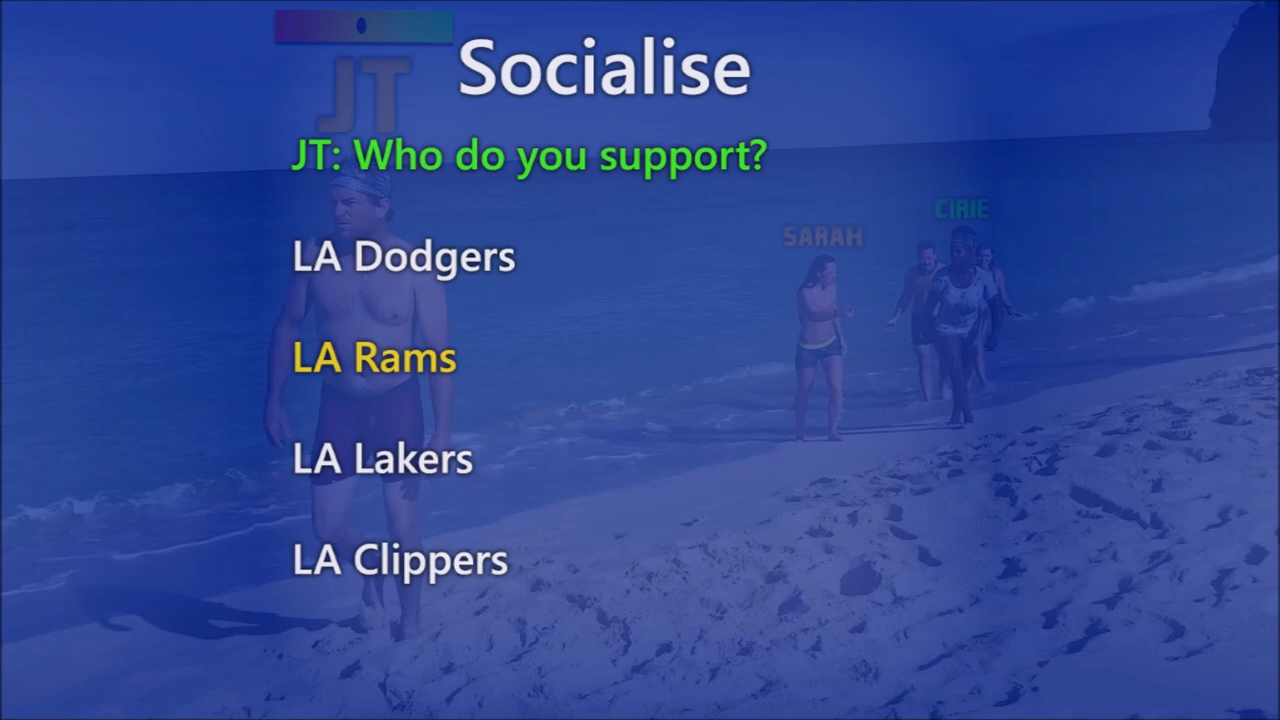 Socialise
JT
JT: Who do you support?
CIRIE
SARAH
LA Dodgers
LA Rams
LA Lakers
LA Clippers